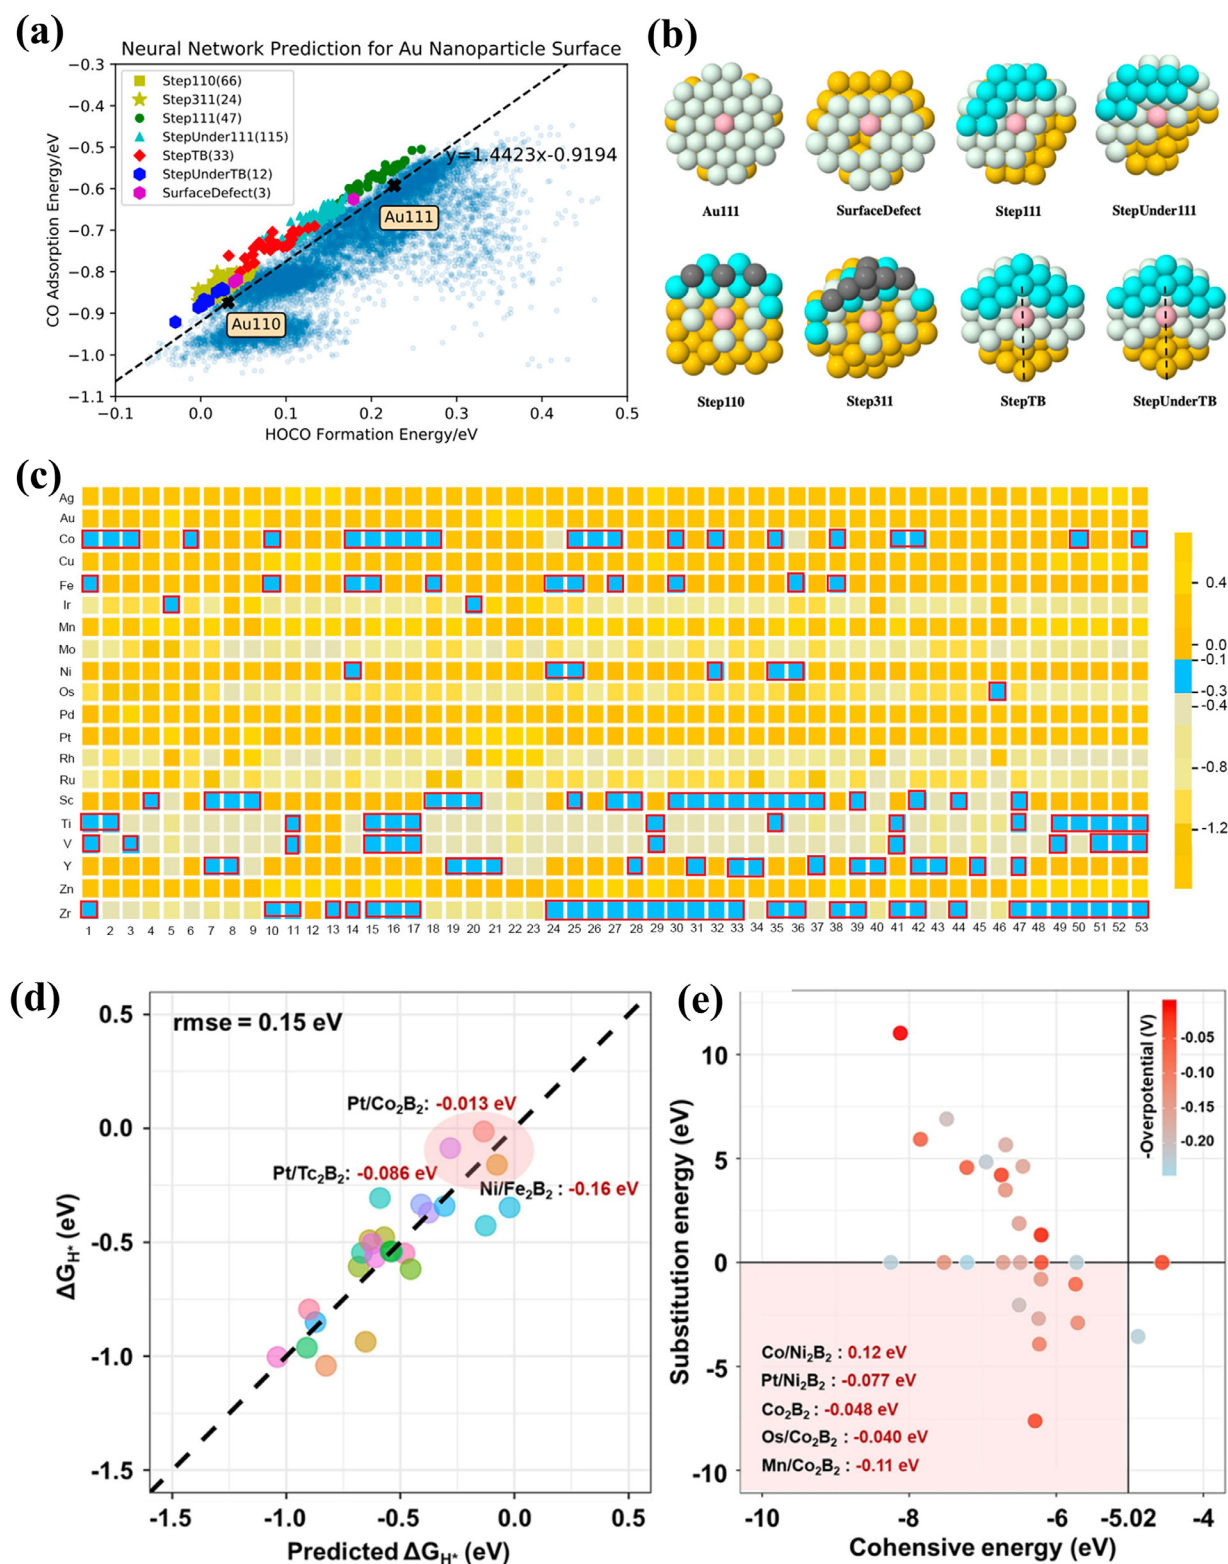 (a)
Neural Network Prediction for Au Nanoparticle Surface
−0.3
−0.4
−0.5
−0.6
−0.7
−0.8
−0.9
−1.0
−1.1
CO Adsorption Energy/eV
Step110(66)
Step311(24)
Step111(47)
StepUnder111(115)
StepTB(33)
StepUnderTB(12)
SurfaceDefect(3)
y=1.4423x-0.9194
Au111
Au110
−0.1 0.0 0.1 0.2 0.3 0.4 0.5
HOCO Formation Energy/eV
(b)
Au111 SurfaceDefect Step111 StepUnder111
Step110 Step311 StepTB StepUnderTB
(c)
Ag
Au
Co
Cu
Fe
Ir
Mn
Mo
Ni
Os
Pd
Pt
Rh
Ru
Sc
Ti
V
Y
Zn
Zr
1 2 3 4 5 6 7 8 9 10 11 12 13 14 15 16 17 18 19 20 21 22 23 24 25 26 27 28 29 30 31 32 33 34 35 36 37 38 39 40 41 42 43 44 45 46 47 48 49 50 51 52 53
0.4
0.0
-0.1
-0.3
-0.4
-0.8
-1.2
(d)
rmse = 0.15 eV
Pt/Co₂B₂: -0.013 eV
Pt/Tc₂B₂: -0.086 eV
Ni/Fe₂B₂ : -0.16 eV
0.5
0.0
-0.5
-1.0
-1.5
ΔG_H* (eV)
-1.5 -1.0 -0.5 0.0 0.5
Predicted ΔG_H* (eV)
(e)
10
5
0
-5
-10
Substitution energy (eV)
-Overpotential (V)
-0.05
-0.10
-0.15
-0.20
Co/Ni₂B₂ : 0.12 eV
Pt/Ni₂B₂ : -0.077 eV
Co₂B₂ : -0.048 eV
Os/Co₂B₂ : -0.040 eV
Mn/Co₂B₂ : -0.11 eV
-10 -8 -6 -5.02 -4
Cohensive energy (eV)